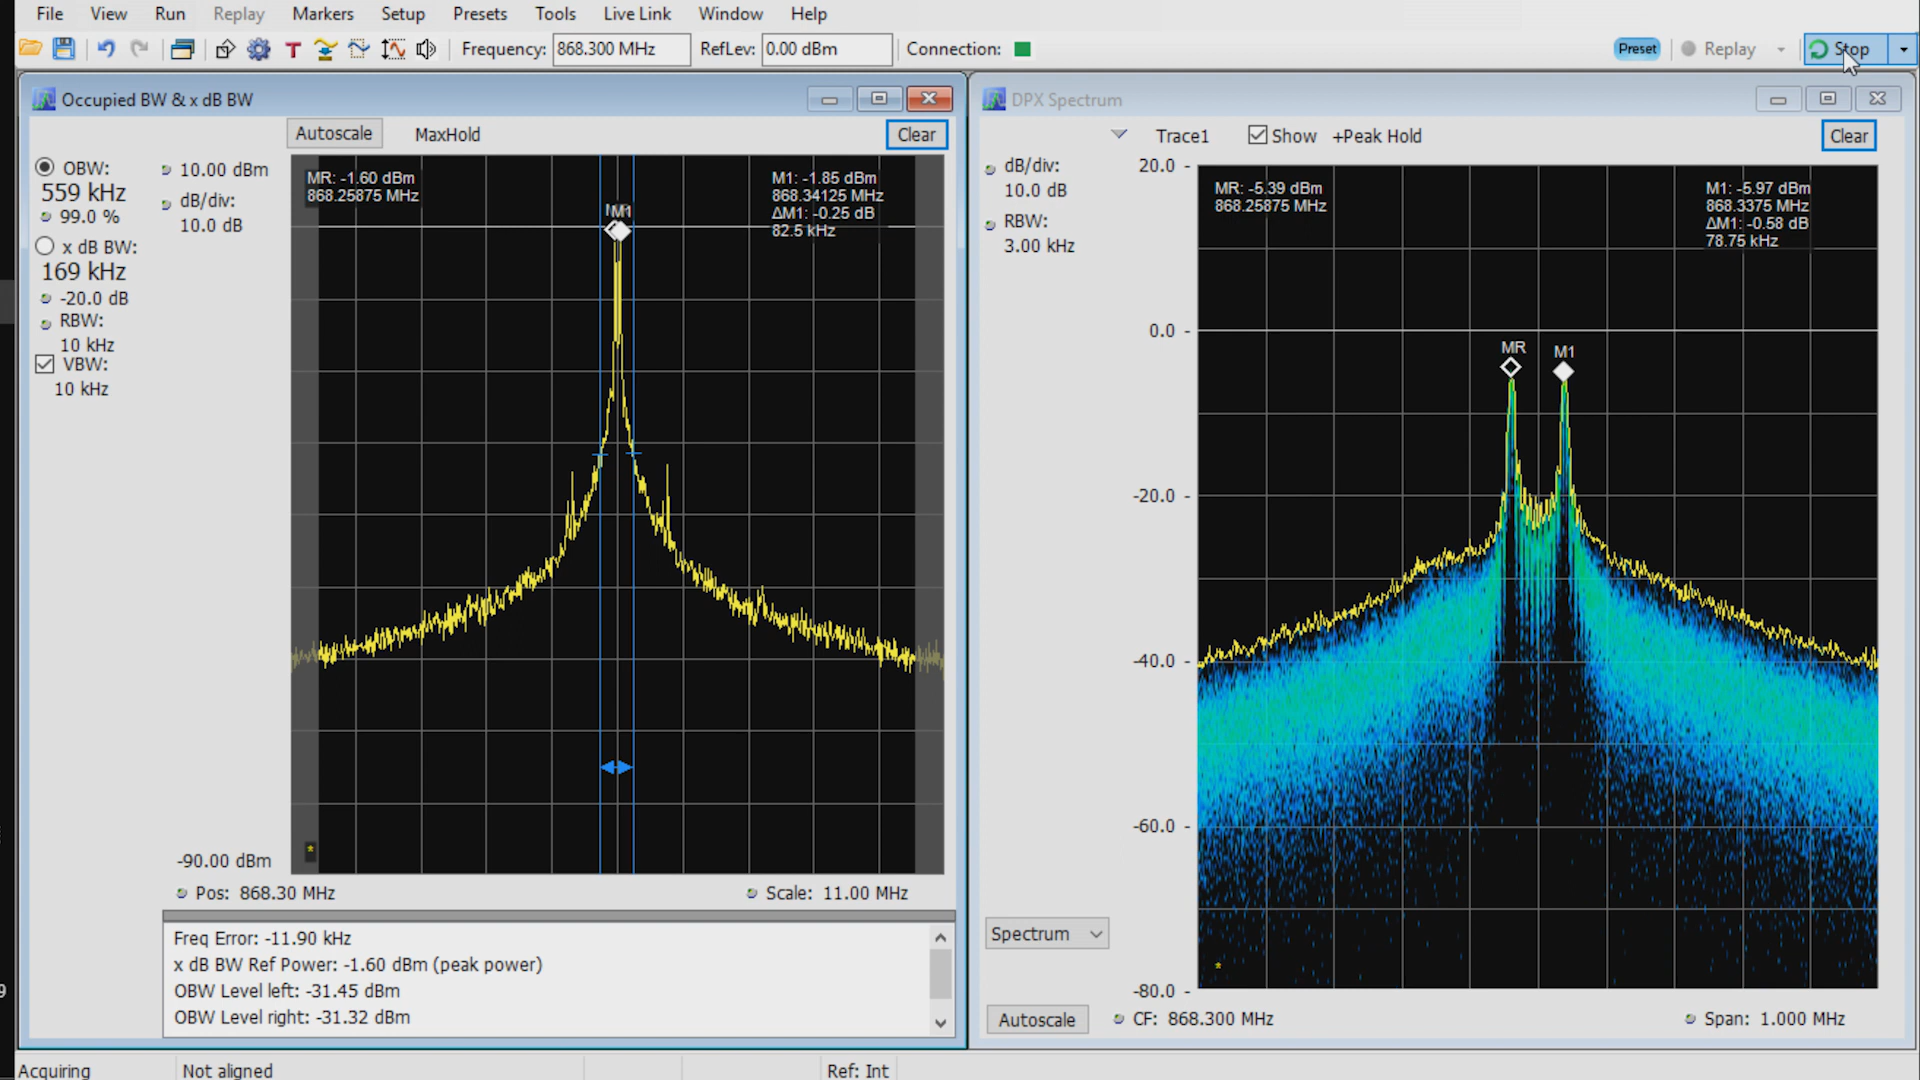 File View Run Replay Markers Setup Presets Tools Live Link Window Help
T Frequency: 868.300 MHz RefLev: 0.00 dBm Connection: Preset Replay Stop
Occupied BW & x dB BW
Autoscale MaxHold Clear
OBW:
559 kHz
99.0 %
x dB BW:
169 kHz
-20.0 dB
RBW:
10 kHz
VBW:
10 kHz
10.00 dBm
dB/div:
10.0 dB
-90.00 dBm
MR: -1.60 dBm
868.25875 MHz
M1: -1.85 dBm
868.34125 MHz
ΔM1: -0.25 dB
82.5 kHz
M1
*
Pos: 868.30 MHz Scale: 11.00 MHz
Freq Error: -11.90 kHz
x dB BW Ref Power: -1.60 dBm (peak power)
OBW Level left: -31.45 dBm
OBW Level right: -31.32 dBm
DPX Spectrum
Trace1 Show +Peak Hold Clear
dB/div:
10.0 dB
RBW:
3.00 kHz
20.0 -
0.0 -
-20.0 -
-40.0 -
-60.0 -
-80.0 -
MR: -5.39 dBm
868.25875 MHz
M1: -5.97 dBm
868.3375 MHz
ΔM1: -0.58 dB
78.75 kHz
MR M1
*
Spectrum
Autoscale CF: 868.300 MHz Span: 1.000 MHz
9
Acquiring Not aligned Ref: Int